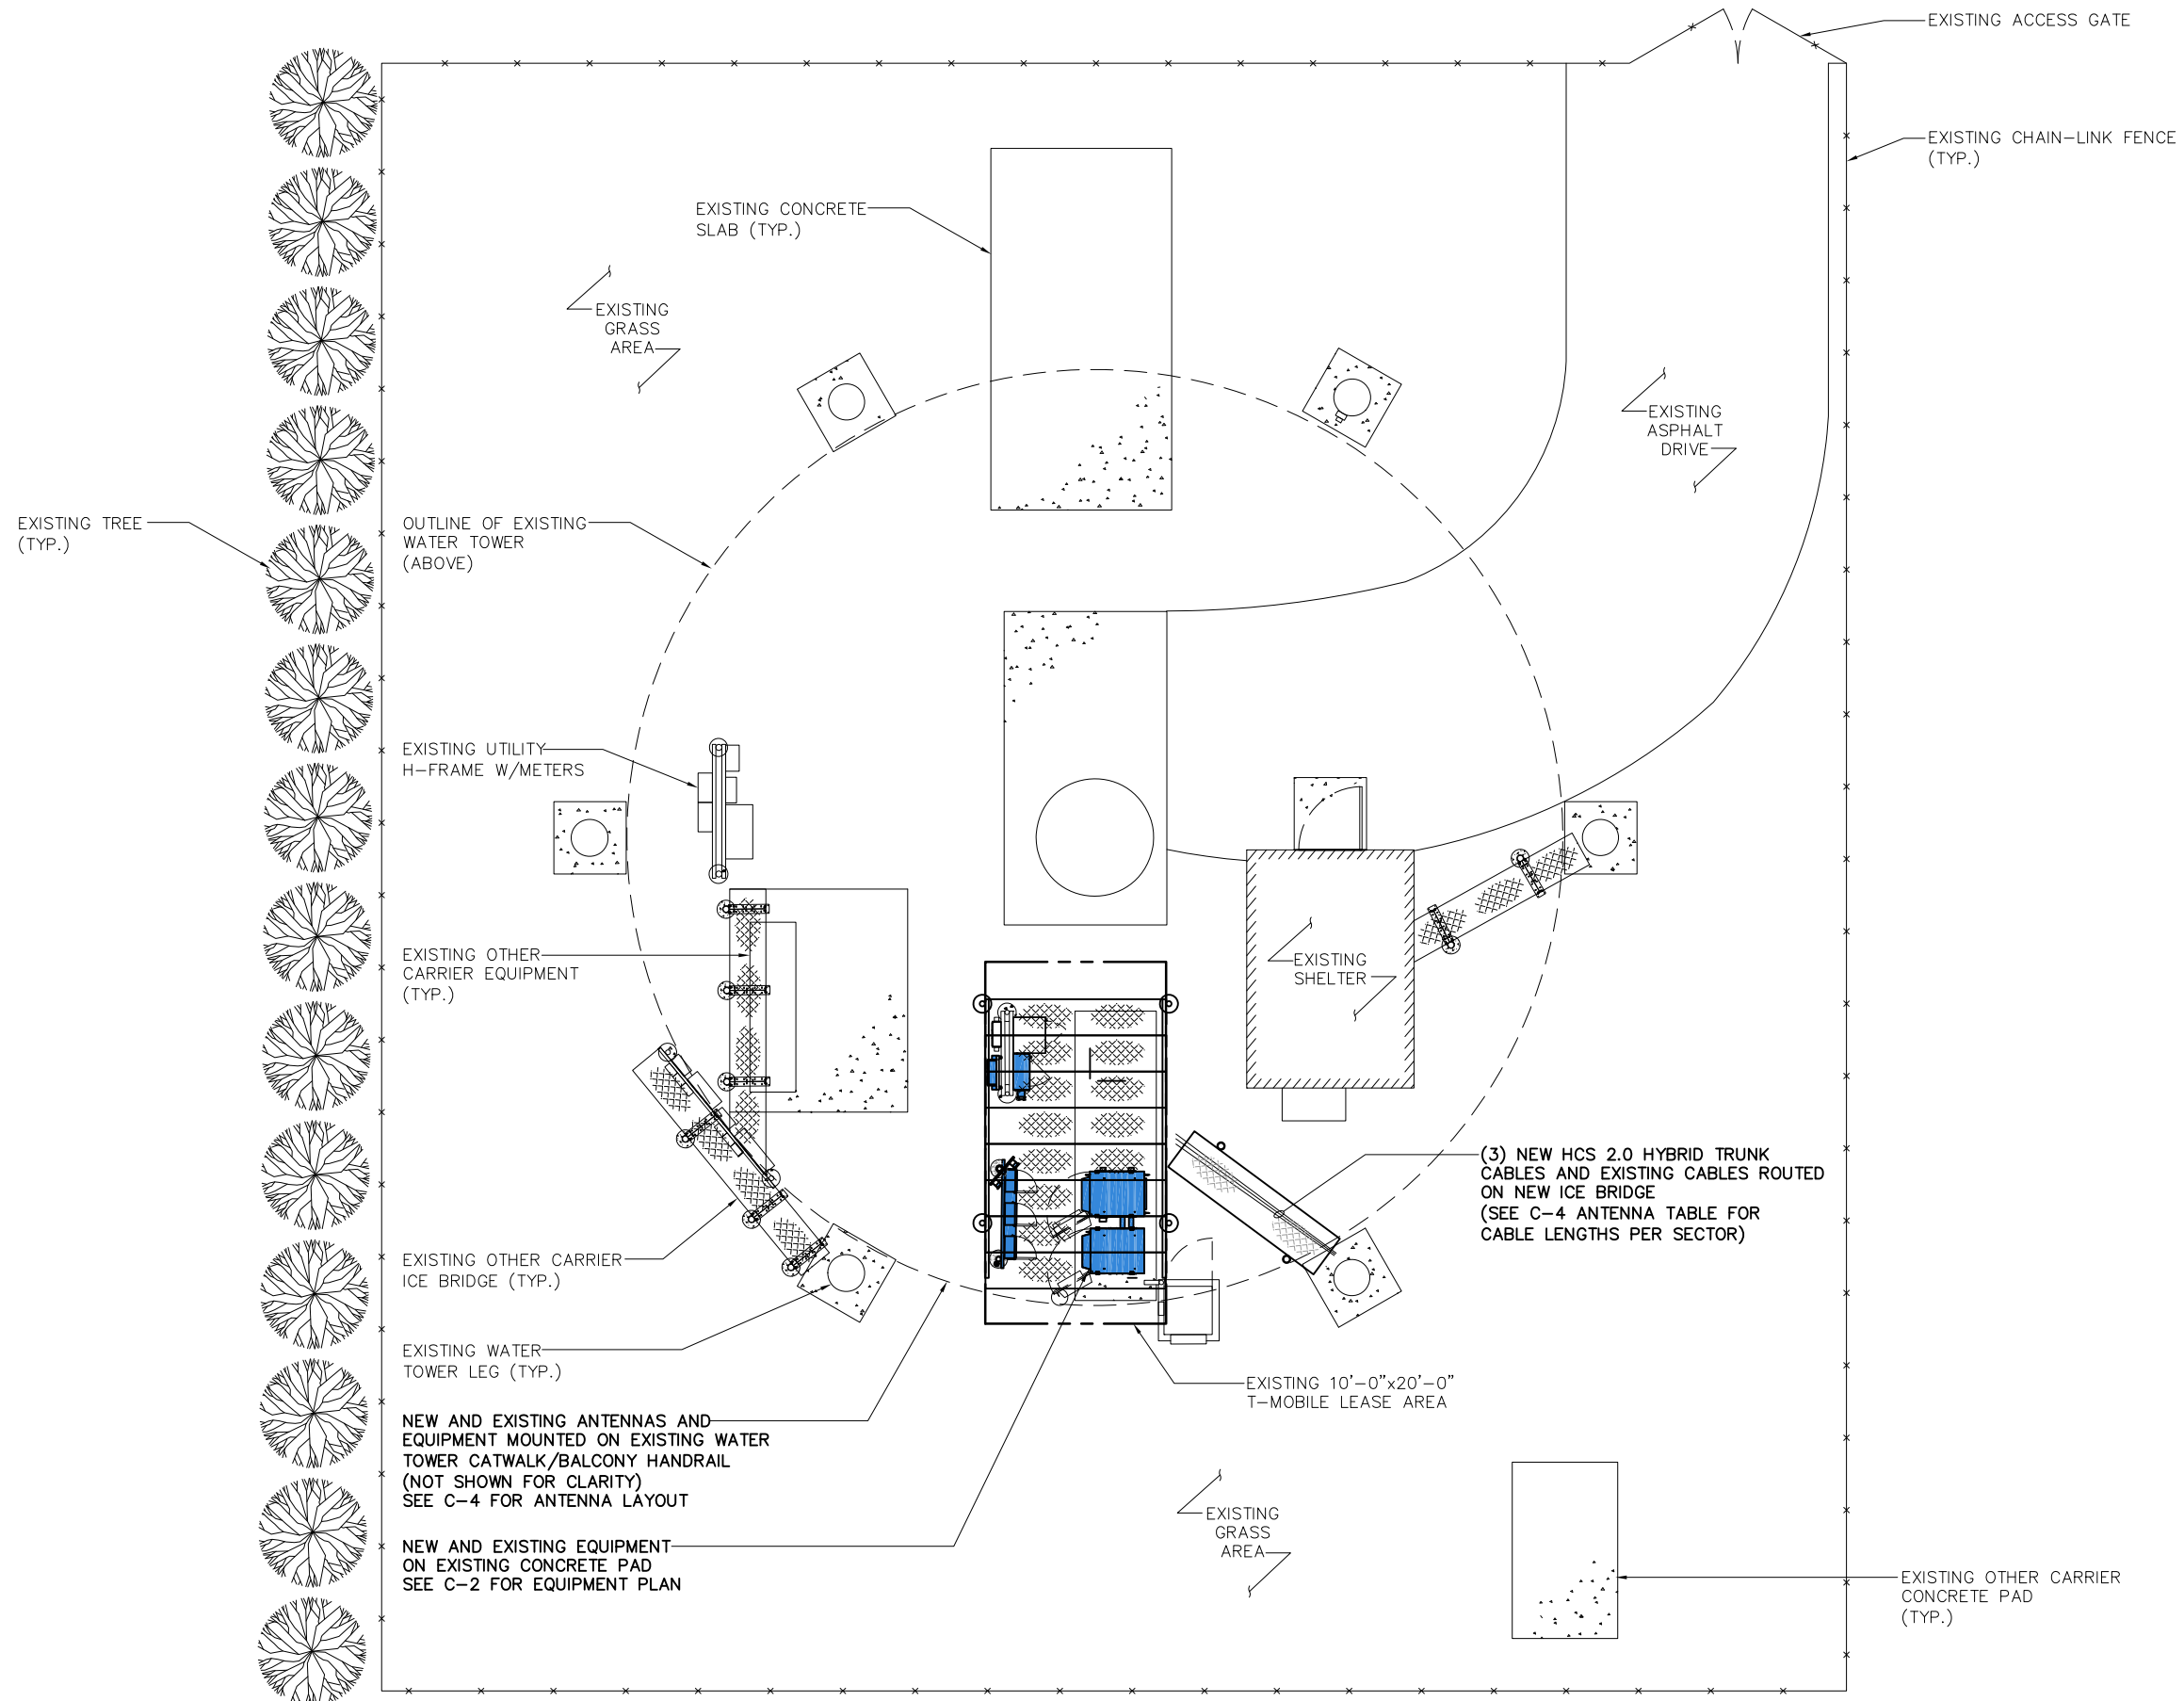 EXISTING ACCESS GATE
EXISTING CHAIN-LINK FENCE
(TYP.)
EXISTING CONCRETE
SLAB (TYP.)
EXISTING
GRASS
AREA
EXISTING
ASPHALT
DRIVE
EXISTING TREE
(TYP.)
OUTLINE OF EXISTING
WATER TOWER
(ABOVE)
EXISTING UTILITY
H-FRAME W/METERS
EXISTING OTHER
CARRIER EQUIPMENT
(TYP.)
EXISTING
SHELTER
(3) NEW HCS 2.0 HYBRID TRUNK
CABLES AND EXISTING CABLES ROUTED
ON NEW ICE BRIDGE
(SEE C-4 ANTENNA TABLE FOR
CABLE LENGTHS PER SECTOR)
EXISTING OTHER CARRIER
ICE BRIDGE (TYP.)
EXISTING WATER
TOWER LEG (TYP.)
EXISTING 10'-0"x20'-0"
T-MOBILE LEASE AREA
NEW AND EXISTING ANTENNAS AND
EQUIPMENT MOUNTED ON EXISTING WATER
TOWER CATWALK/BALCONY HANDRAIL
(NOT SHOWN FOR CLARITY)
SEE C-4 FOR ANTENNA LAYOUT
EXISTING
GRASS
AREA
NEW AND EXISTING EQUIPMENT
ON EXISTING CONCRETE PAD
SEE C-2 FOR EQUIPMENT PLAN
EXISTING OTHER CARRIER
CONCRETE PAD
(TYP.)